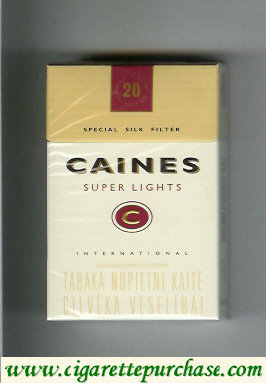 20
SPECIAL SILK FILTER
CAINES
SUPER LIGHTS
C
INTERNATIONAL
TABAKA NOPIETNI KAITĒ
CILVĒKA VESELĪBAI
www.cigarettepurchase.com